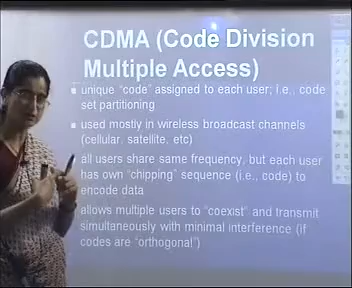 CDMA (Code Division
Multiple Access)
unique "code" assigned to each user; i.e., code
set partitioning
used mostly in wireless broadcast channels
(cellular, satellite, etc)
all users share same frequency, but each user
has own "chipping" sequence (i.e., code) to
encode data
allows multiple users to "coexist" and transmit
simultaneously with minimal interference (if
codes are "orthogonal")